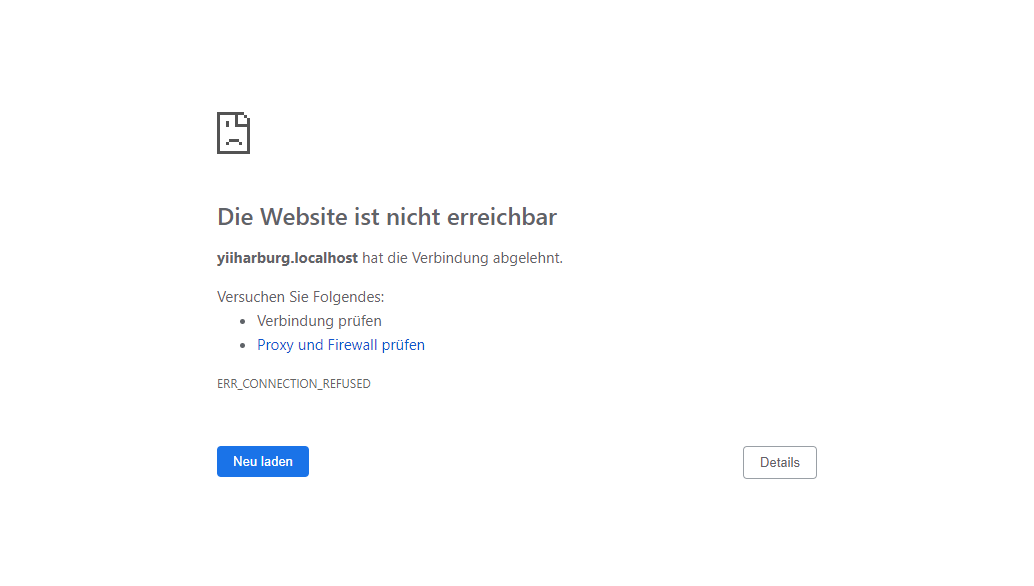 Die Website ist nicht erreichbar
yiiharburg.localhost hat die Verbindung abgelehnt.
Versuchen Sie Folgendes:
• Verbindung prüfen
• Proxy und Firewall prüfen
ERR_CONNECTION_REFUSED
Neu laden
Details